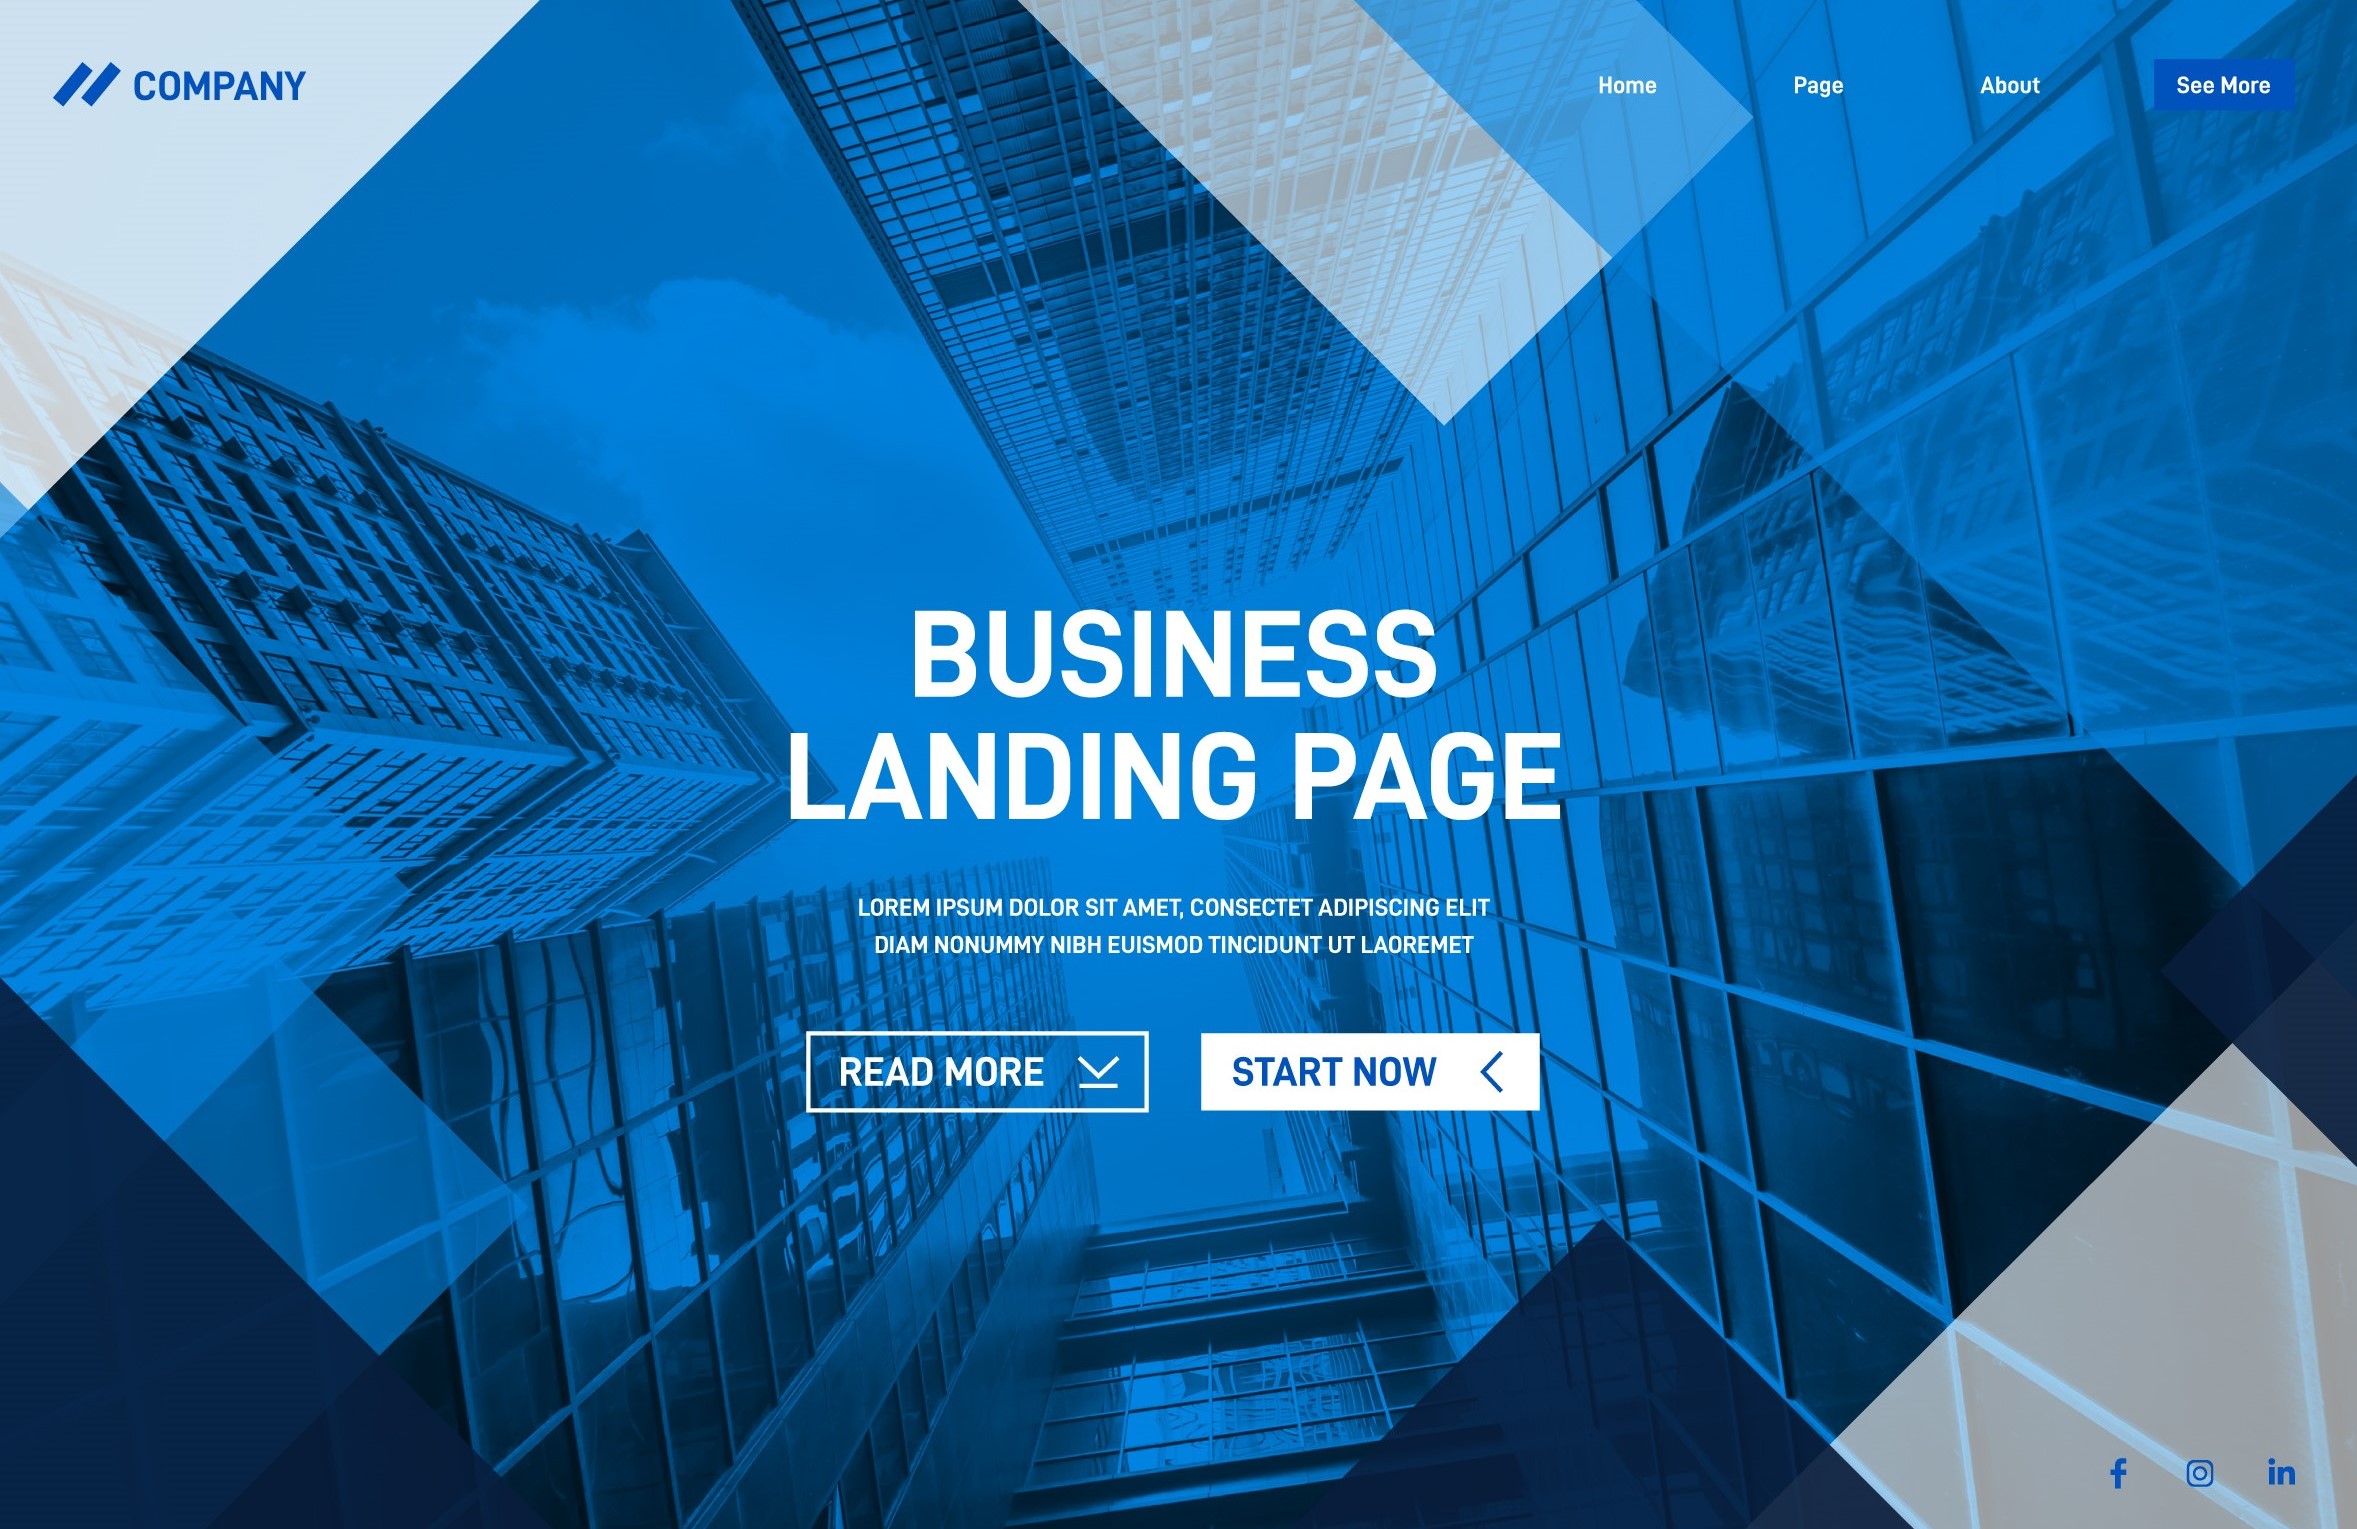 COMPANY
Home
Page
About
See More
BUSINESS
LANDING PAGE
LOREM IPSUM DOLOR SIT AMET, CONSECTET ADIPISCING ELIT
DIAM NONUMMY NIBH EUISMOD TINCIDUNT UT LAOREMET
READ MORE
START NOW